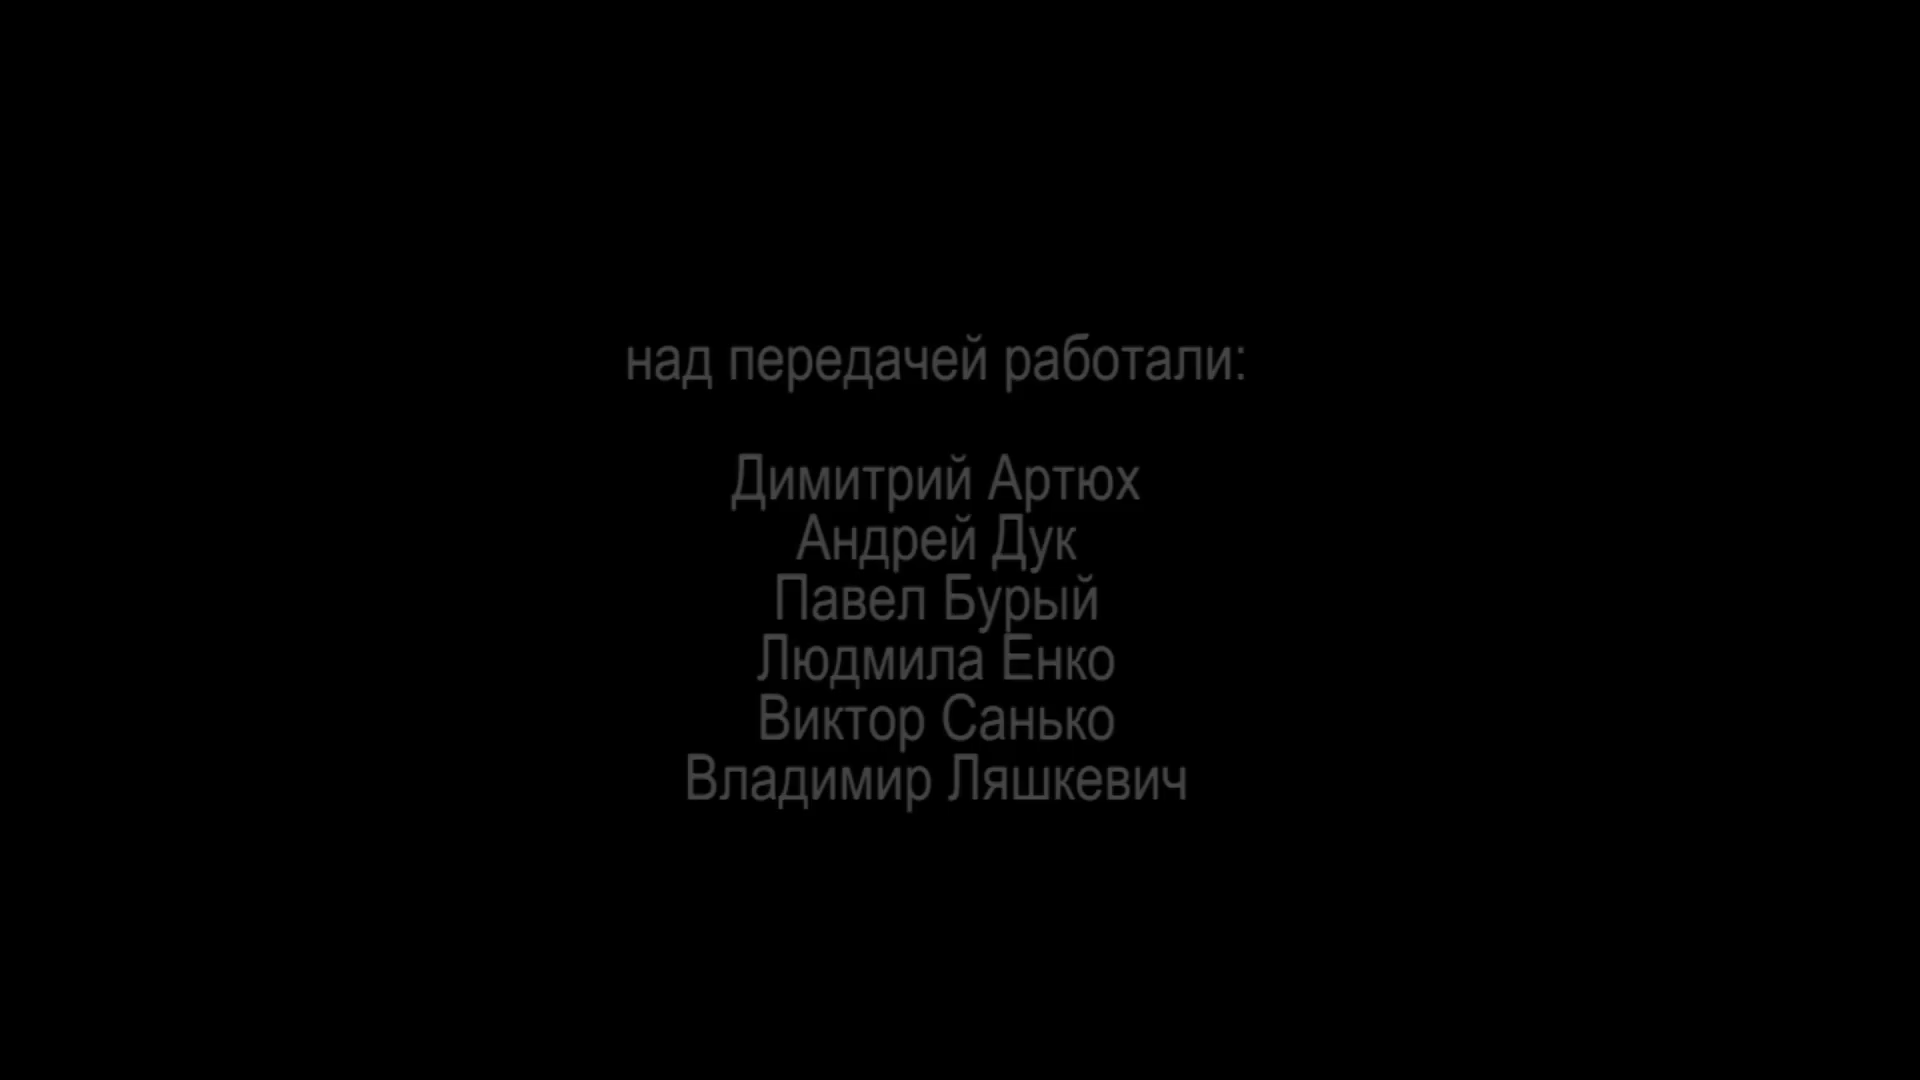 над передачей работали:
Димитрий Артюх
Андрей Дук
Павел Бурый
Людмила Енко
Виктор Санько
Владимир Ляшкевич